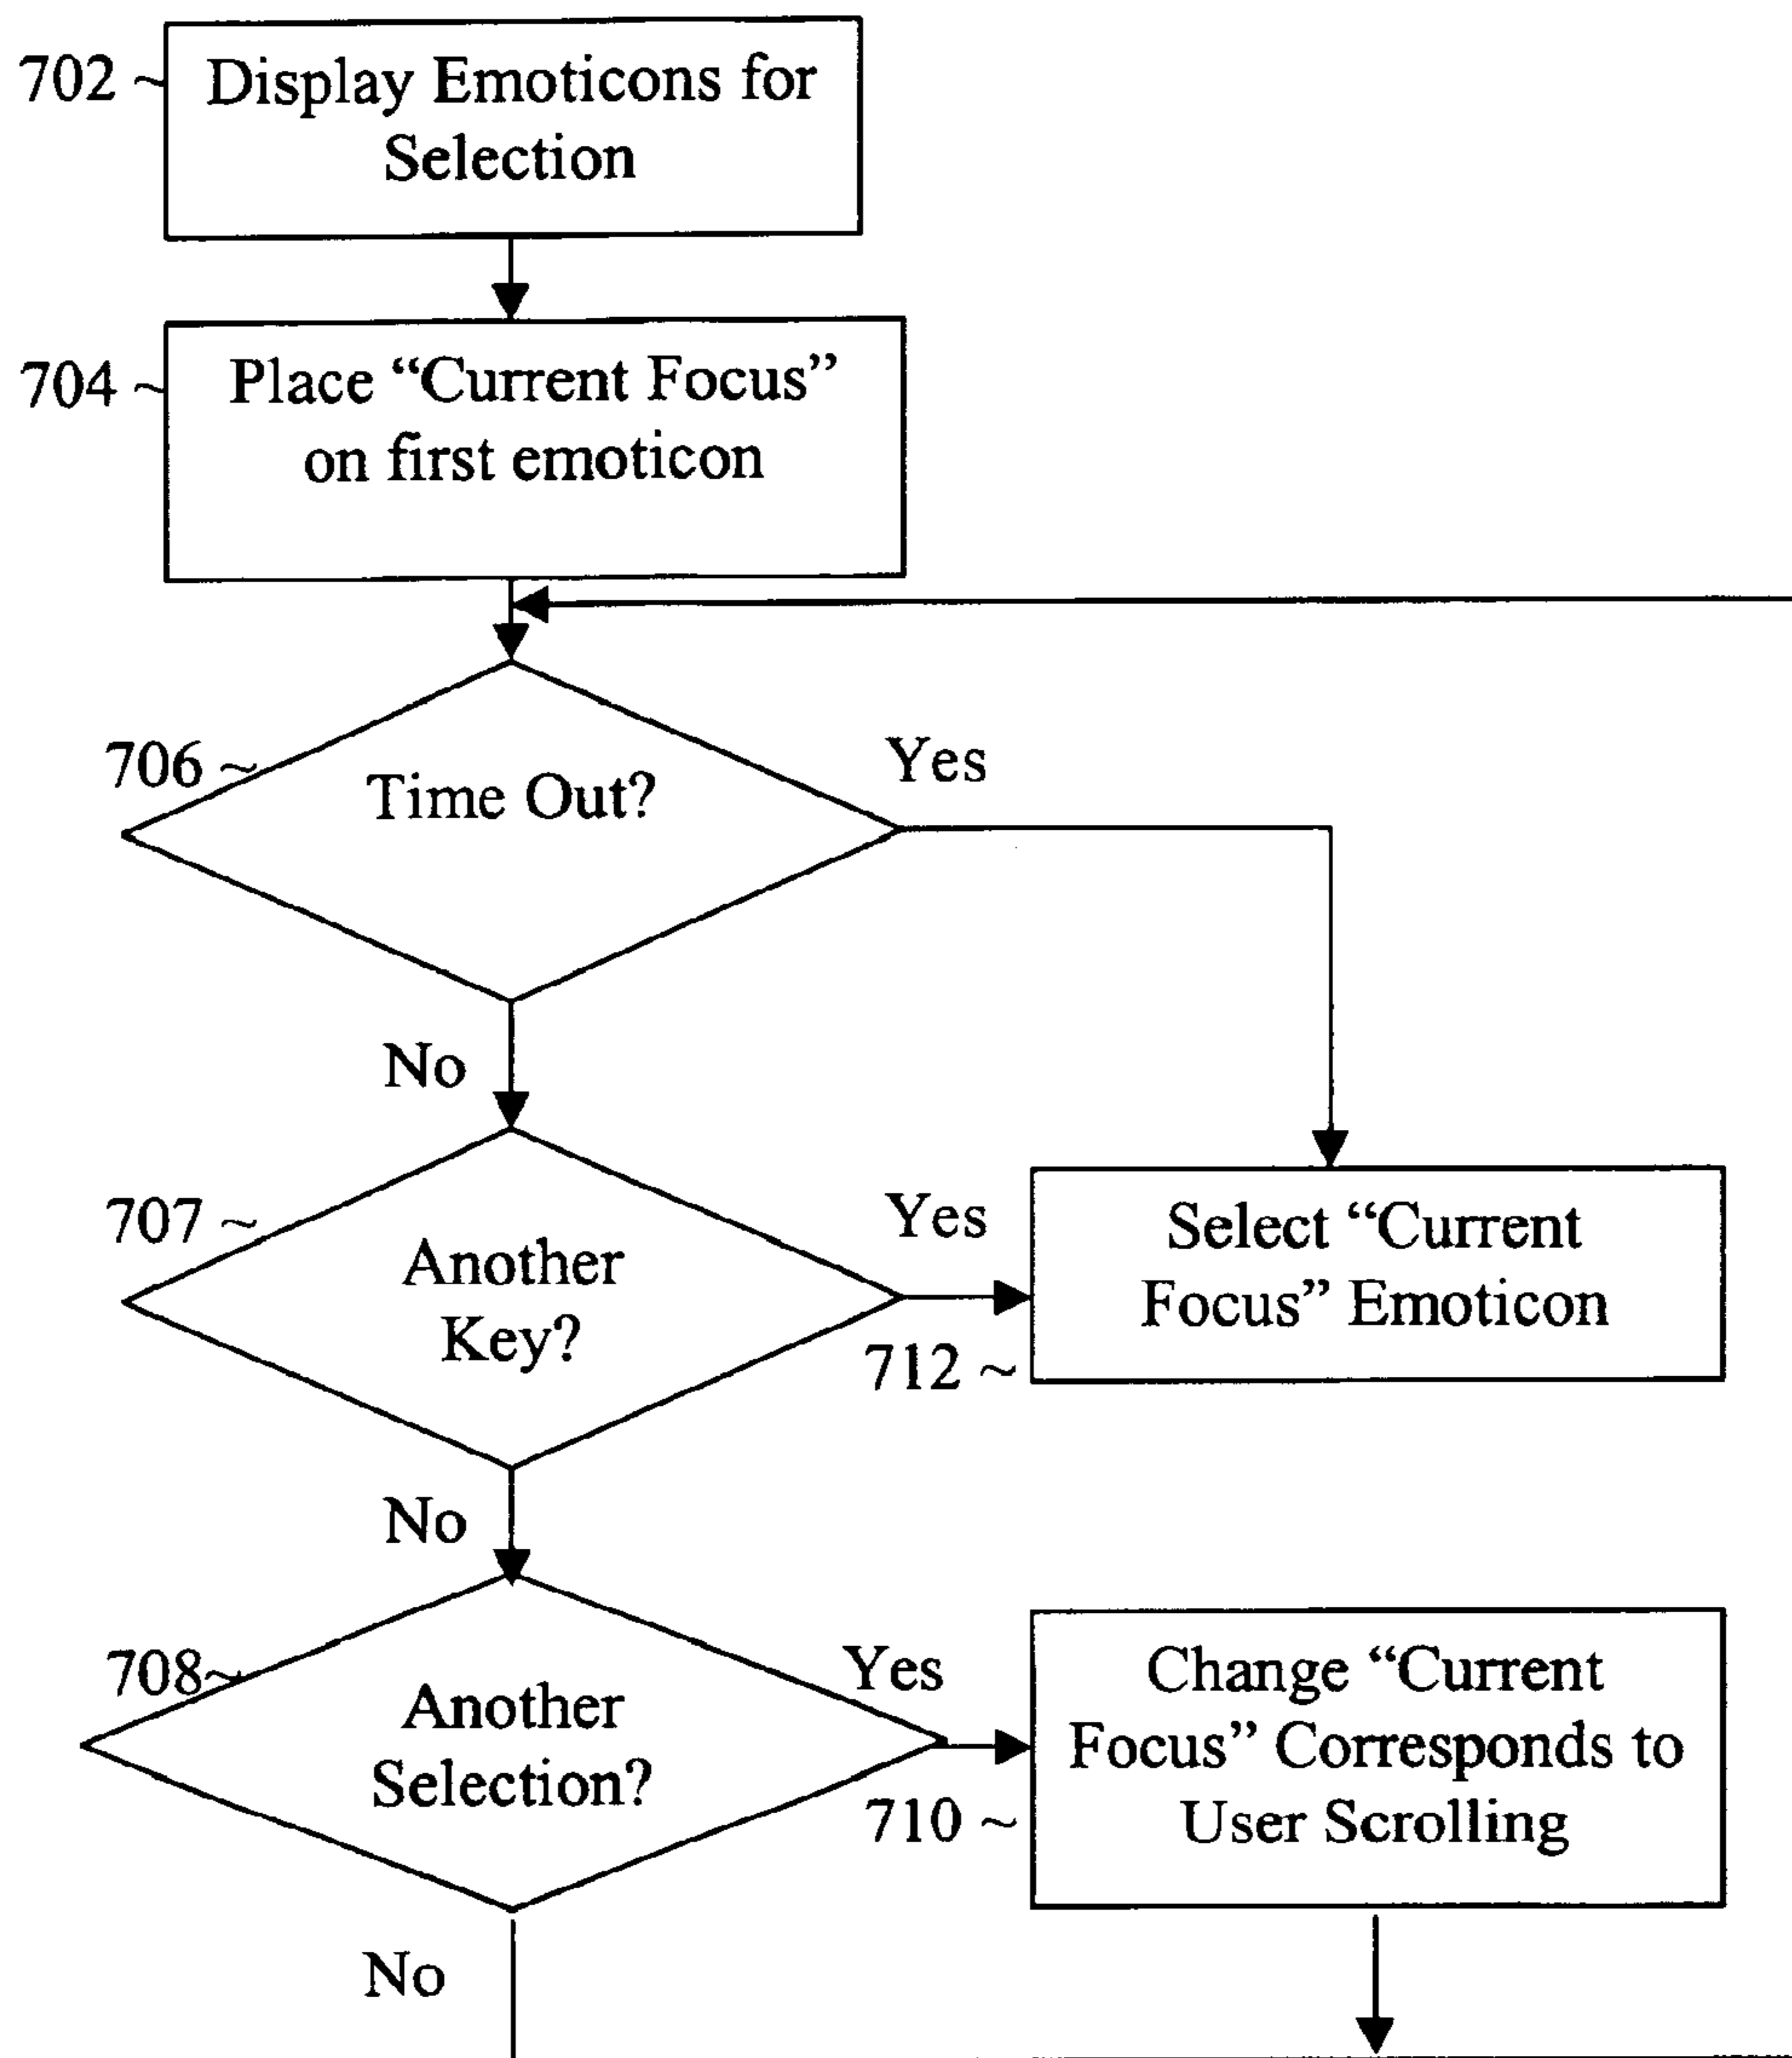 702 ~
Display Emoticons for
Selection
704 ~
Place “Current Focus”
on first emoticon
706 ~
Time Out?
Yes
No
707 ~
Another
Key?
Yes
712 ~
Select “Current
Focus” Emoticon
No
708~
Another
Selection?
Yes
710 ~
Change “Current
Focus” Corresponds to
User Scrolling
No